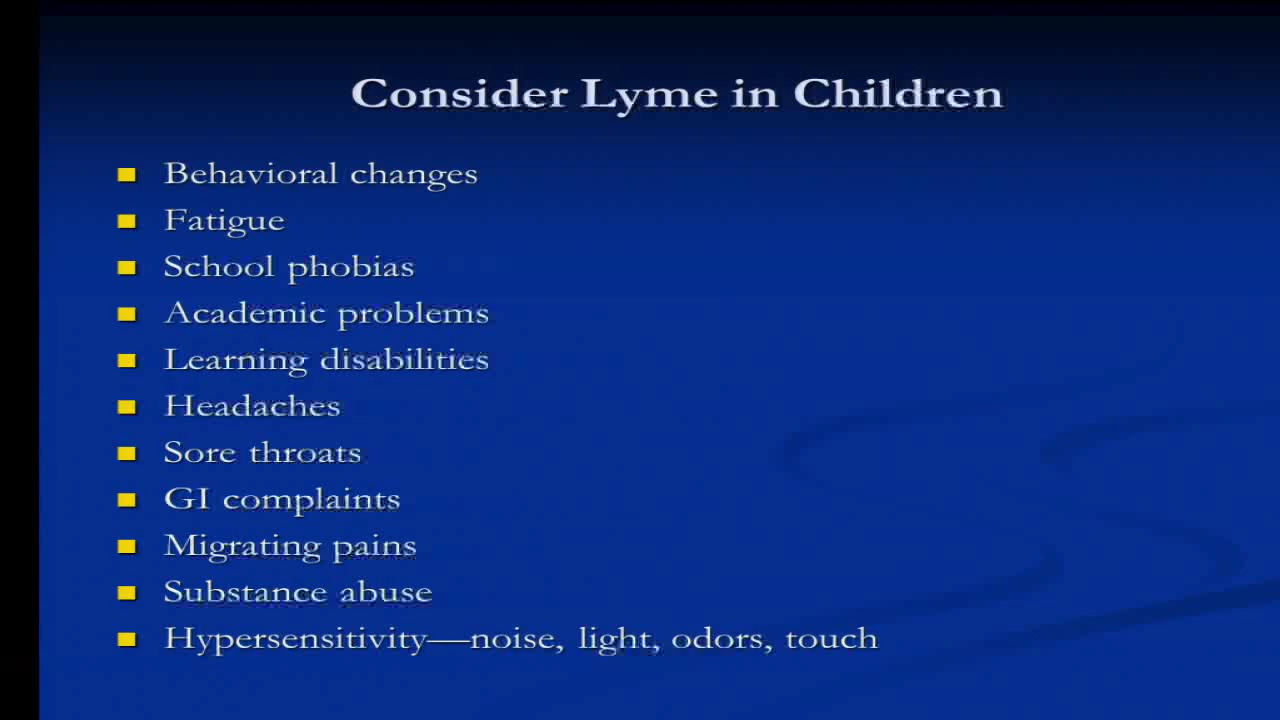 Consider Lyme in Children
Behavioral changes
Fatigue
School phobias
Academic problems
Learning disabilities
Headaches
Sore throats
GI complaints
Migrating pains
Substance abuse
Hypersensitivity—noise, light, odors, touch